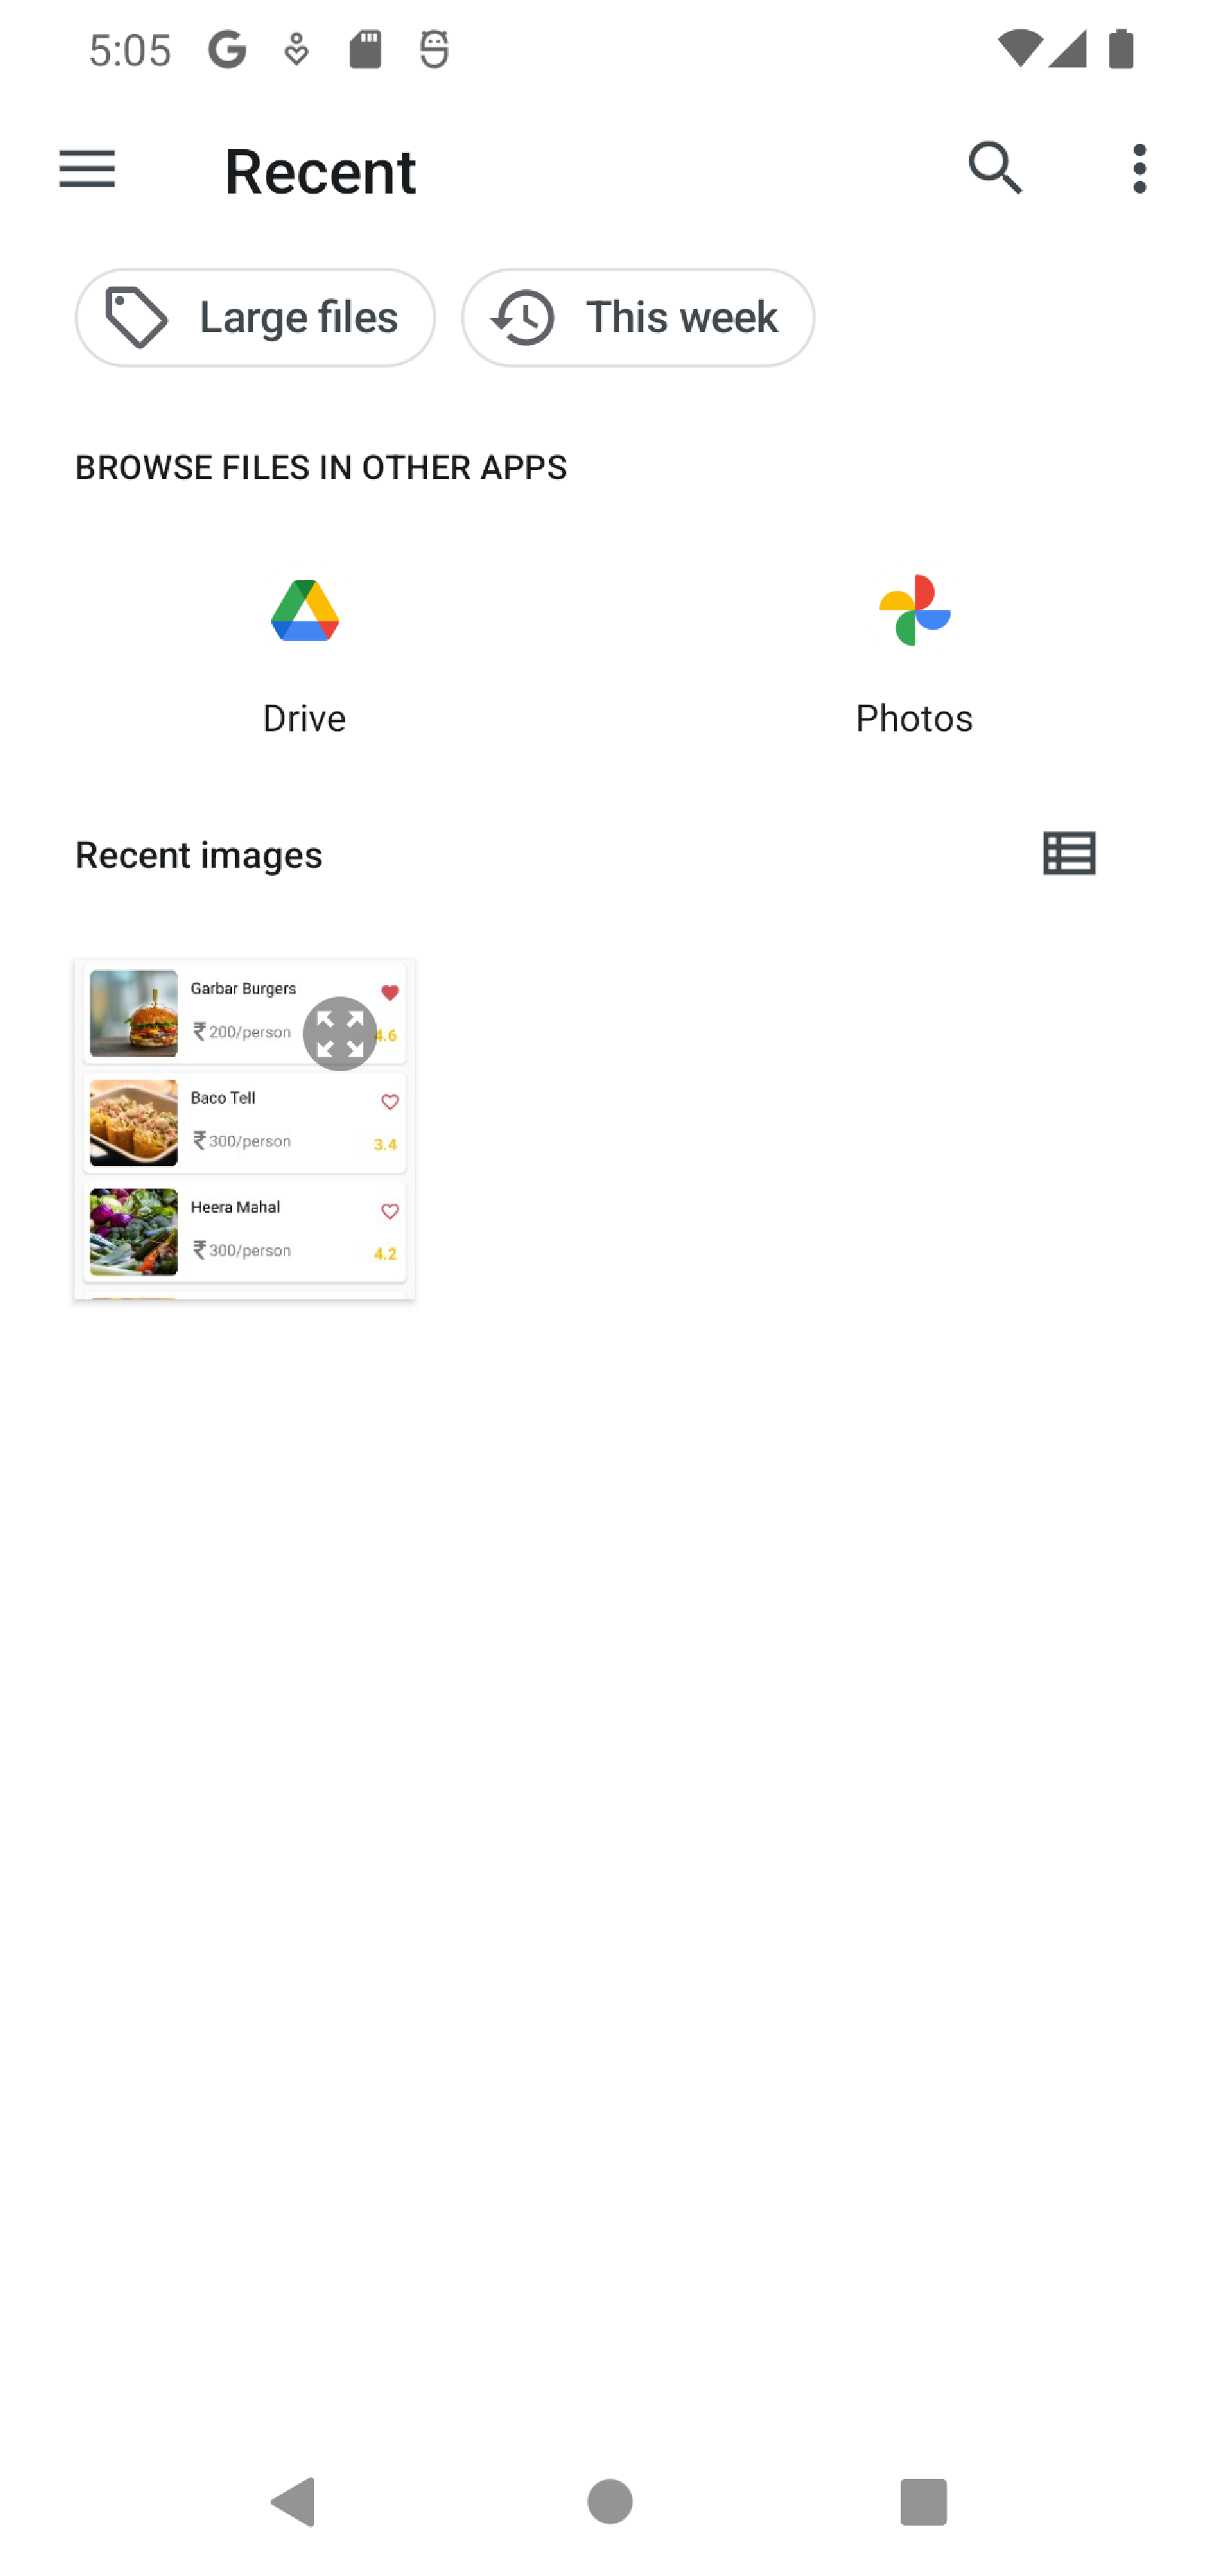 5:05
Recent
Large files
This week
BROWSE FILES IN OTHER APPS
Drive
Photos
Recent images
Garbar Burgers
₹ 200/person
4.6
Baco Tell
₹ 300/person
3.4
Heera Mahal
₹ 300/person
4.2